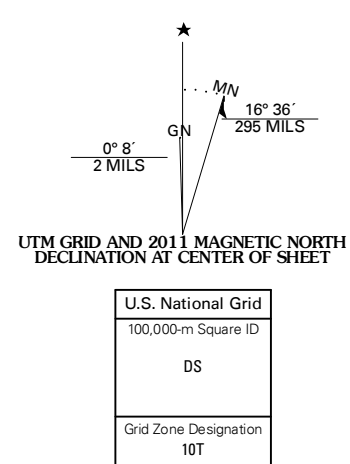 ★
MN
16° 36´
295 MILS
GN
0° 8´
2 MILS
UTM GRID AND 2011 MAGNETIC NORTH
DECLINATION AT CENTER OF SHEET
U.S. National Grid
100,000-m Square ID
DS
Grid Zone Designation
10T